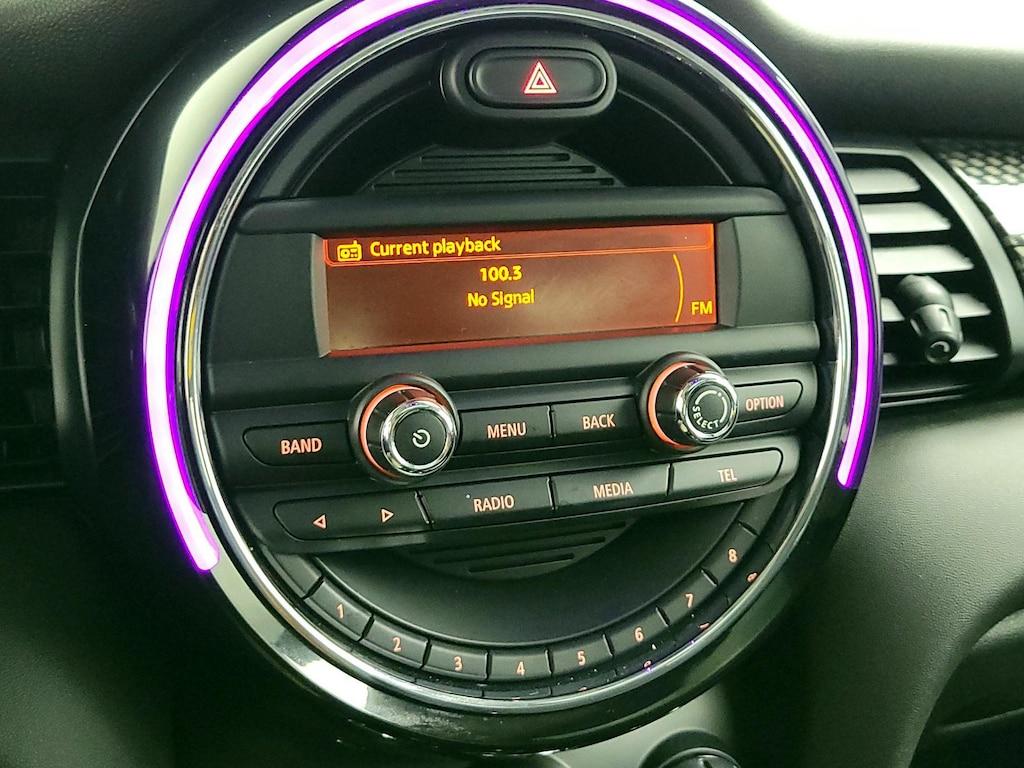 Current playback
100.3
No Signal
FM
BAND
MENU
BACK
SELECT
OPTION
RADIO
MEDIA
TEL
1
2
3
4
5
6
7
8